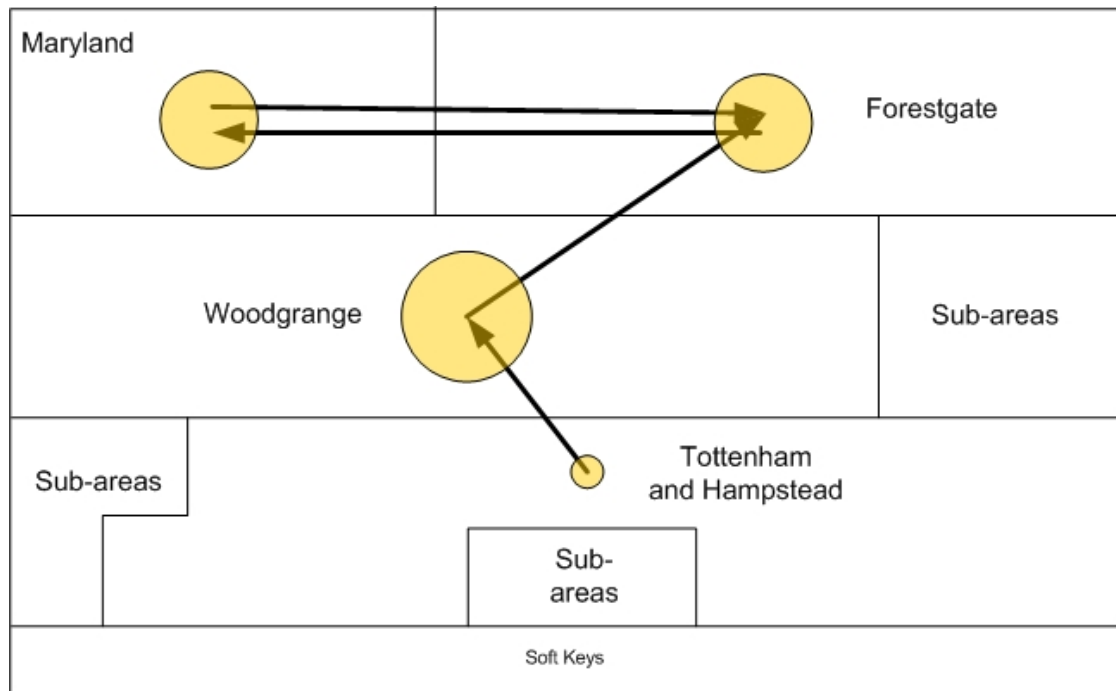 Maryland
Forestgate
Woodgrange
Sub-areas
Sub-areas
Tottenham
and Hampstead
Sub-
areas
Soft Keys